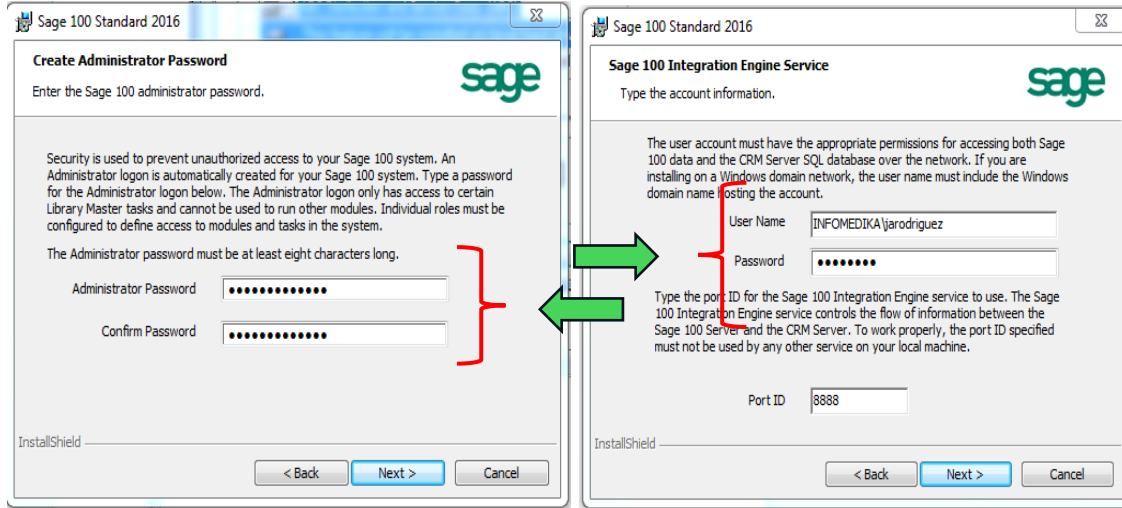 Sage 100 Standard 2016
Create Administrator Password
Enter the Sage 100 administrator password.
sage
Security is used to prevent unauthorized access to your Sage 100 system. An
Administrator logon is automatically created for your Sage 100 system. Type a password
for the Administrator logon below. The Administrator logon only has access to certain
Library Master tasks and cannot be used to run other modules. Individual roles must be
configured to define access to modules and tasks in the system.
The Administrator password must be at least eight characters long.
Administrator Password
•••••••••••••
Confirm Password
•••••••••••••
InstallShield
< Back
Next >
Cancel
Sage 100 Standard 2016
Sage 100 Integration Engine Service
Type the account information.
sage
The user account must have the appropriate permissions for accessing both Sage
100 data and the CRM Server SQL database over the network. If you are
installing on a Windows domain network, the user name must include the Windows
domain name hosting the account.
User Name
INFOMEDIKA\jarodriguez
Password
••••••••
Type the port ID for the Sage 100 Integration Engine service to use. The Sage
100 Integration Engine service controls the flow of information between the
Sage 100 Server and the CRM Server. To work properly, the port ID specified
must not be used by any other service on your local machine.
Port ID
8888
InstallShield
< Back
Next >
Cancel